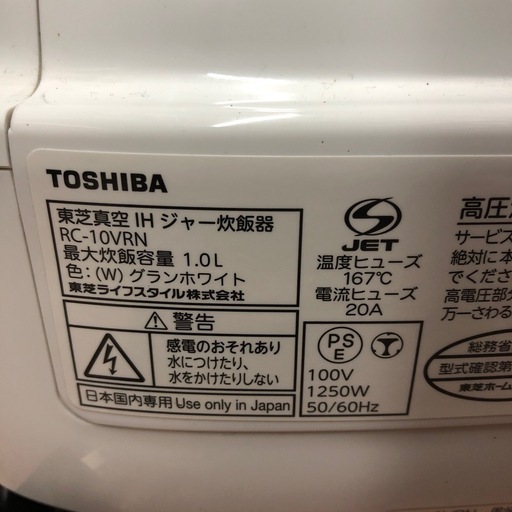 TOSHIBA
東芝真空 IH ジャー炊飯器
RC-10VRN
最大炊飯容量 1.0L
色：(W) グランホワイト
東芝ライフスタイル株式会社
警告
感電のおそれあり
水につけたり、
水をかけたりしない
日本国内専用 Use only in Japan
S
JET
温度ヒューズ
167℃
電流ヒューズ
20A
PS
E
100V
1250W
50/60Hz
高圧
サービス
絶対に本
でくださ
高電圧部
万一さわる
総務省
型式確認第
東芝ホーム